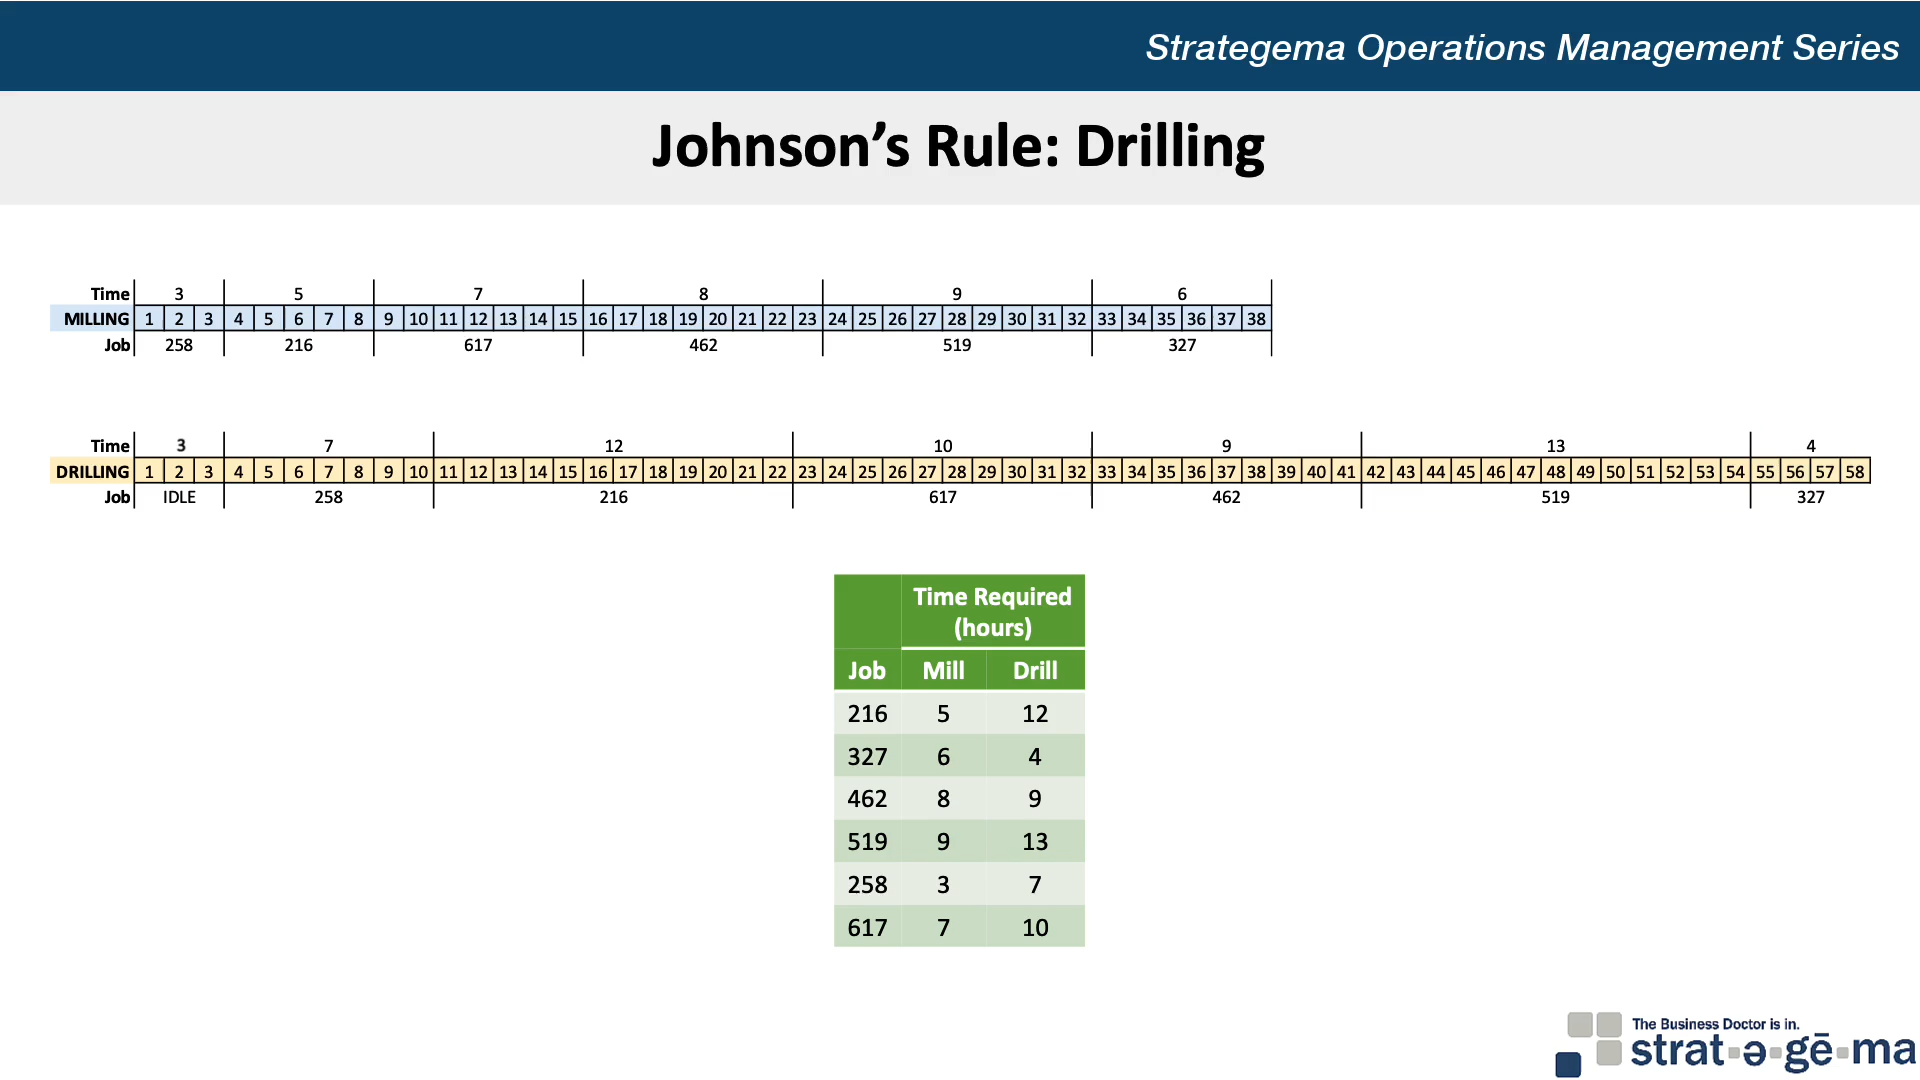 Strategema Operations Management Series
Johnson’s Rule: Drilling
Time 3 5 7 8 9 6
MILLING 1 2 3 4 5 6 7 8 9 10 11 12 13 14 15 16 17 18 19 20 21 22 23 24 25 26 27 28 29 30 31 32 33 34 35 36 37 38
Job 258 216 617 462 519 327
Time 3 7 12 10 9 13 4
DRILLING 1 2 3 4 5 6 7 8 9 10 11 12 13 14 15 16 17 18 19 20 21 22 23 24 25 26 27 28 29 30 31 32 33 34 35 36 37 38 39 40 41 42 43 44 45 46 47 48 49 50 51 52 53 54 55 56 57 58
Job IDLE 258 216 617 462 519 327
Time Required
(hours)
Job Mill Drill
216 5 12
327 6 4
462 8 9
519 9 13
258 3 7
617 7 10
The Business Doctor is in.
strat-ə-gē-ma